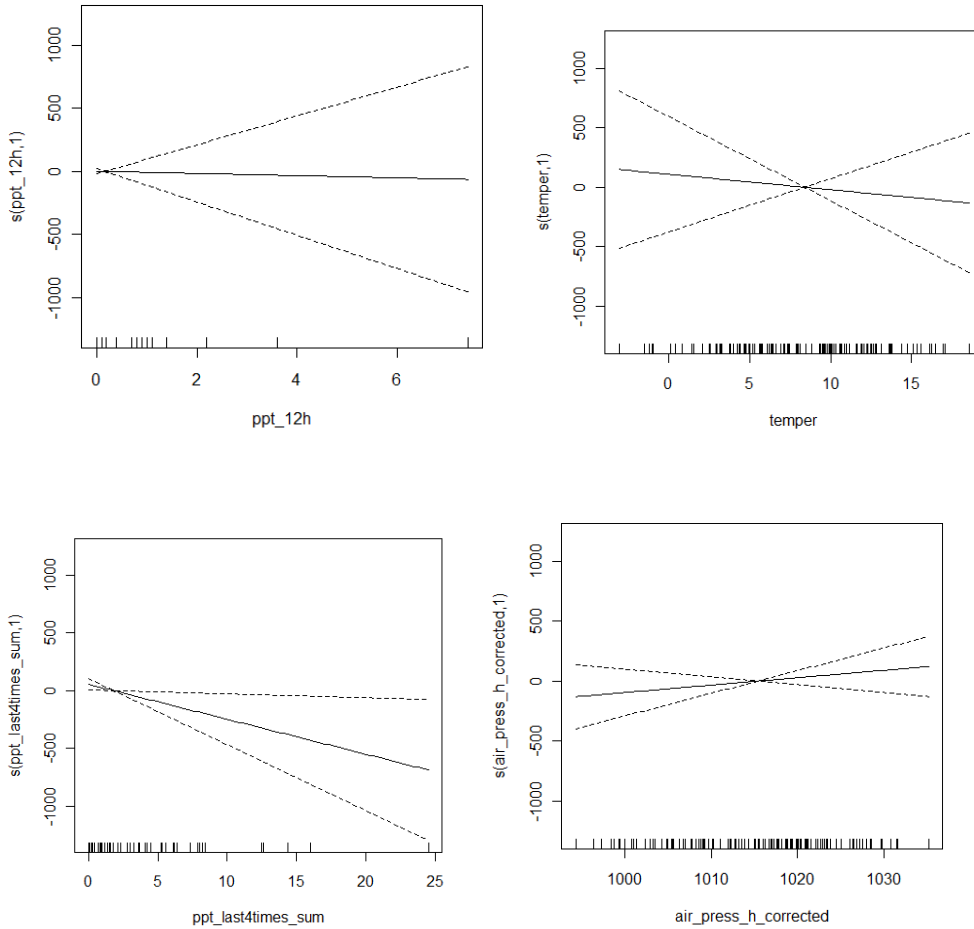 s(ppt_12h,1)
1000
500
0
-500
-1000
0 2 4 6
ppt_12h
s(temper,1)
1000
500
0
-500
-1000
0 5 10 15
temper
s(ppt_last4times_sum,1)
1000
500
0
-500
-1000
0 5 10 15 20 25
ppt_last4times_sum
s(air_press_h_corrected,1)
1000
500
0
-500
-1000
1000 1010 1020 1030
air_press_h_corrected